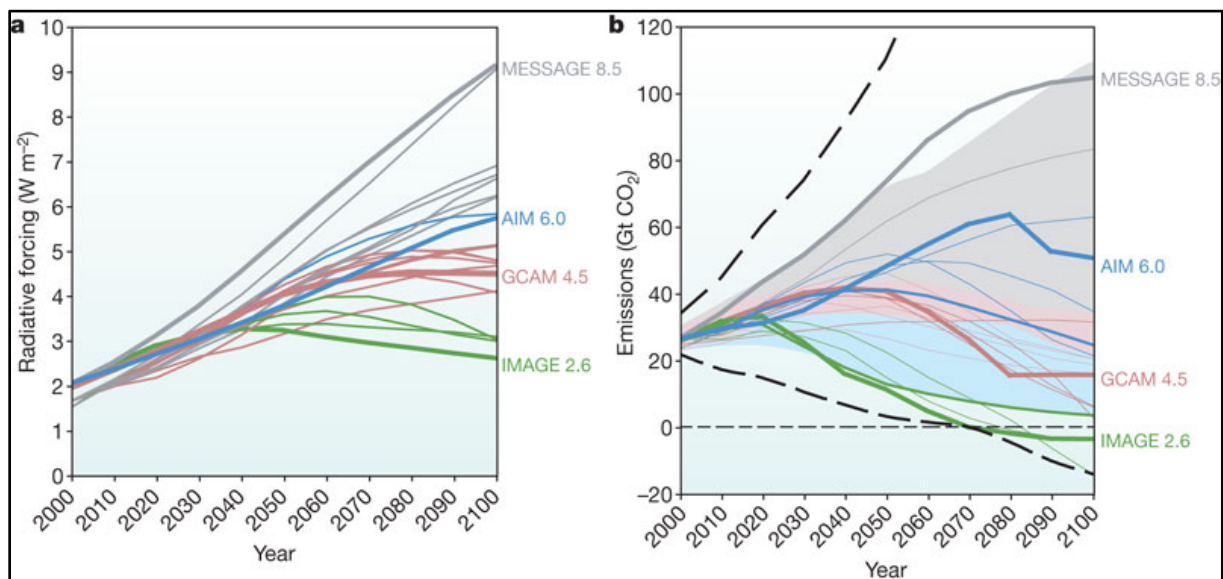 a
10
9
8
7
6
5
4
3
2
1
0
Radiative forcing (W m⁻²)
2000
2010
2020
2030
2040
2050
2060
2070
2080
2090
2100
Year
MESSAGE 8.5
AIM 6.0
GCAM 4.5
IMAGE 2.6
b
120
100
80
60
40
20
0
–20
Emissions (Gt CO₂)
2000
2010
2020
2030
2040
2050
2060
2070
2080
2090
2100
Year
MESSAGE 8.5
AIM 6.0
GCAM 4.5
IMAGE 2.6